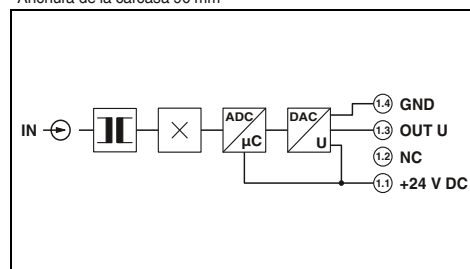 Anchura de la carcasa 90 mm
IN
ADC
µC
DAC
U
1.4 GND
1.3 OUT U
1.2 NC
1.1 +24 V DC